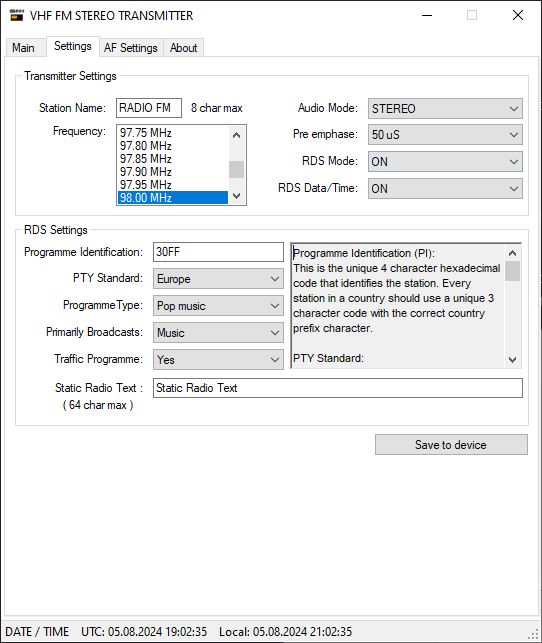 VHF FM STEREO TRANSMITTER
Main Settings AF Settings About
Transmitter Settings
Station Name: RADIO FM 8 char max
Frequency:
97.75 MHz
97.80 MHz
97.85 MHz
97.90 MHz
97.95 MHz
98.00 MHz
Audio Mode: STEREO
Pre emphase: 50 uS
RDS Mode: ON
RDS Data/Time: ON
RDS Settings
Programme Identification: 30FF
PTY Standard: Europe
ProgrammeType: Pop music
Primarily Broadcasts: Music
Traffic Programme: Yes
Programme Identification (PI):
This is the unique 4 character hexadecimal
code that identifies the station. Every
station in a country should use a unique 3
character code with the correct country
prefix character.
PTY Standard:
Static Radio Text : Static Radio Text
( 64 char max )
Save to device
DATE / TIME UTC: 05.08.2024 19:02:35 Local: 05.08.2024 21:02:35